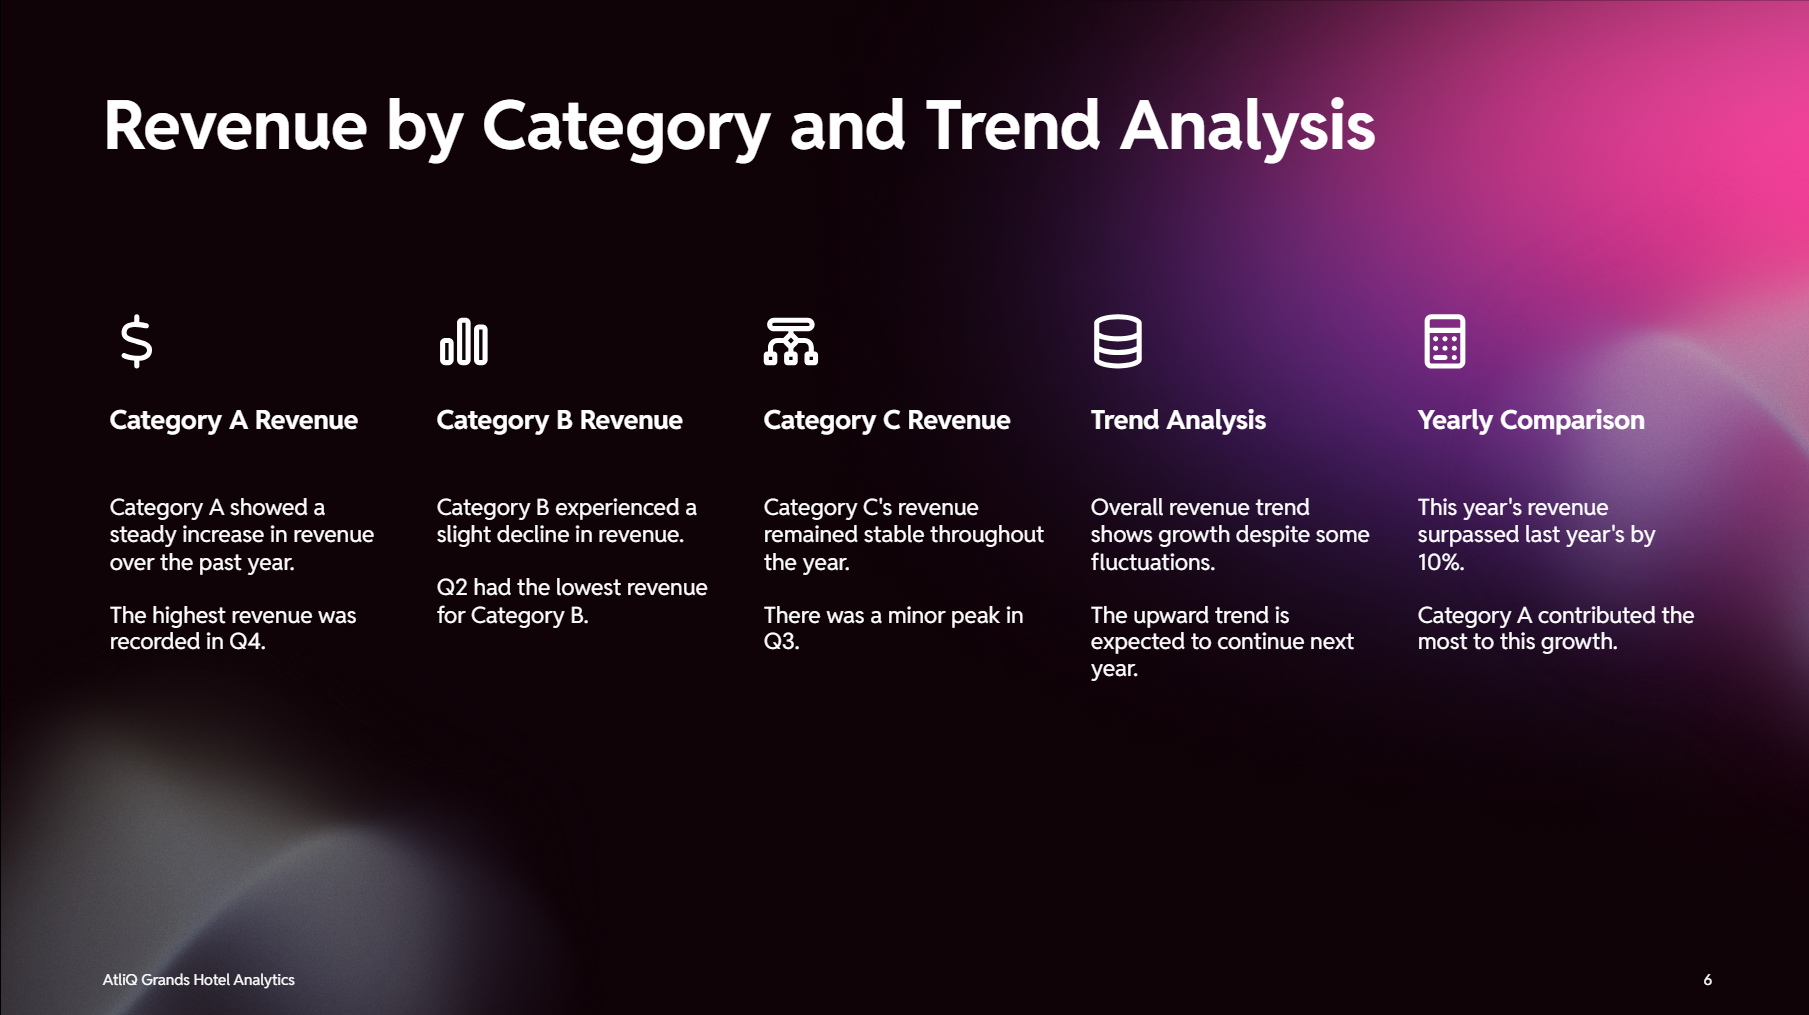 Revenue by Category and Trend Analysis
Category A Revenue
Category A showed a
steady increase in revenue
over the past year.
The highest revenue was
recorded in Q4.
Category B Revenue
Category B experienced a
slight decline in revenue.
Q2 had the lowest revenue
for Category B.
Category C Revenue
Category C's revenue
remained stable throughout
the year.
There was a minor peak in
Q3.
Trend Analysis
Overall revenue trend
shows growth despite some
fluctuations.
The upward trend is
expected to continue next
year.
Yearly Comparison
This year's revenue
surpassed last year's by
10%.
Category A contributed the
most to this growth.
AtliQ Grands Hotel Analytics
6